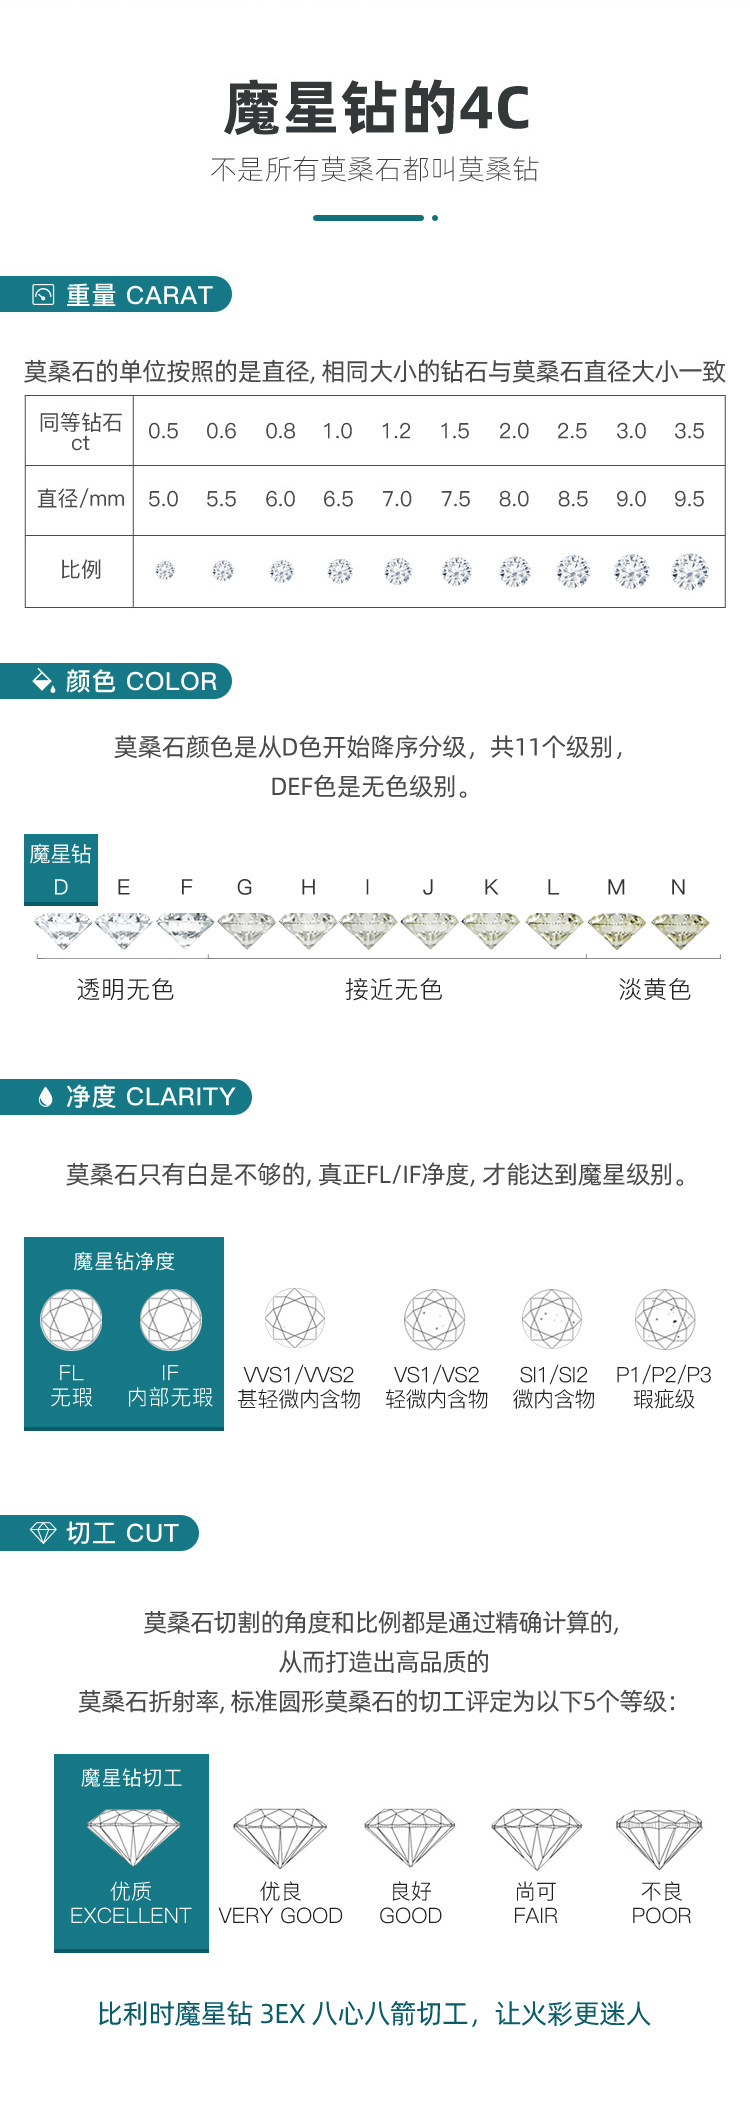 魔星钻的4C
不是所有莫桑石都叫莫桑钻
重量 CARAT
莫桑石的单位按照的是直径, 相同大小的钻石与莫桑石直径大小一致
同等钻石 ct 0.5 0.6 0.8 1.0 1.2 1.5 2.0 2.5 3.0 3.5
直径/mm 5.0 5.5 6.0 6.5 7.0 7.5 8.0 8.5 9.0 9.5
比例
颜色 COLOR
莫桑石颜色是从D色开始降序分级，共11个级别，
DEF色是无色级别。
魔星钻
D E F G H I J K L M N
透明无色 接近无色 淡黄色
净度 CLARITY
莫桑石只有白是不够的, 真正FL/IF净度, 才能达到魔星级别。
魔星钻净度
FL IF VVS1/VVS2 VS1/VS2 SI1/SI2 P1/P2/P3
无瑕 内部无瑕 甚轻微内含物 轻微内含物 微内含物 瑕疵级
切工 CUT
莫桑石切割的角度和比例都是通过精确计算的,
从而打造出高品质的
莫桑石折射率, 标准圆形莫桑石的切工评定为以下5个等级：
魔星钻切工
优质 优良 良好 尚可 不良
EXCELLENT VERY GOOD GOOD FAIR POOR
比利时魔星钻 3EX 八心八箭切工，让火彩更迷人